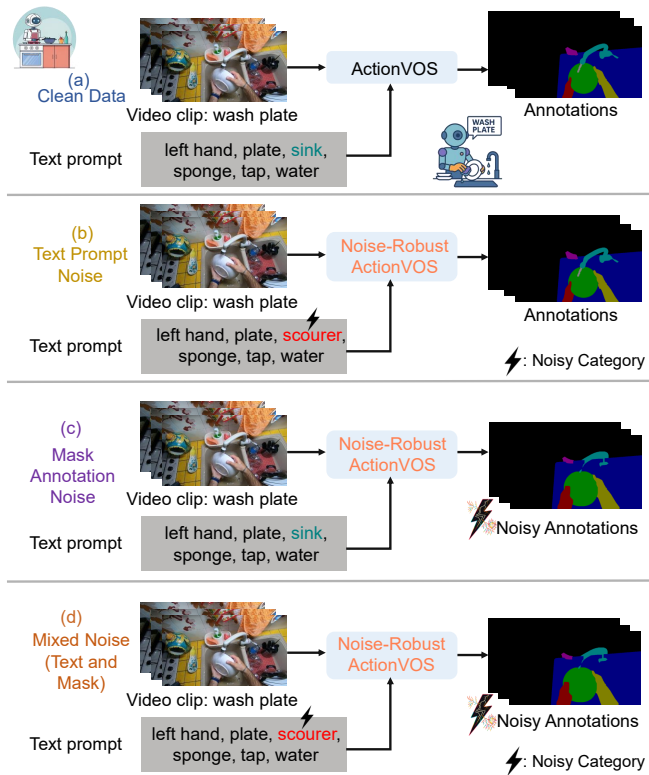 (a)
Clean Data
Video clip: wash plate
Text prompt
left hand, plate, sink,
sponge, tap, water
ActionVOS
WASH
PLATE
Annotations
(b)
Text Prompt
Noise
Video clip: wash plate
Text prompt
left hand, plate, scourer,
sponge, tap, water
Noise-Robust
ActionVOS
Annotations
: Noisy Category
(c)
Mask
Annotation
Noise
Video clip: wash plate
Text prompt
left hand, plate, sink,
sponge, tap, water
Noise-Robust
ActionVOS
Noisy Annotations
(d)
Mixed Noise
(Text and
Mask)
Video clip: wash plate
Text prompt
left hand, plate, scourer,
sponge, tap, water
Noise-Robust
ActionVOS
Noisy Annotations
: Noisy Category